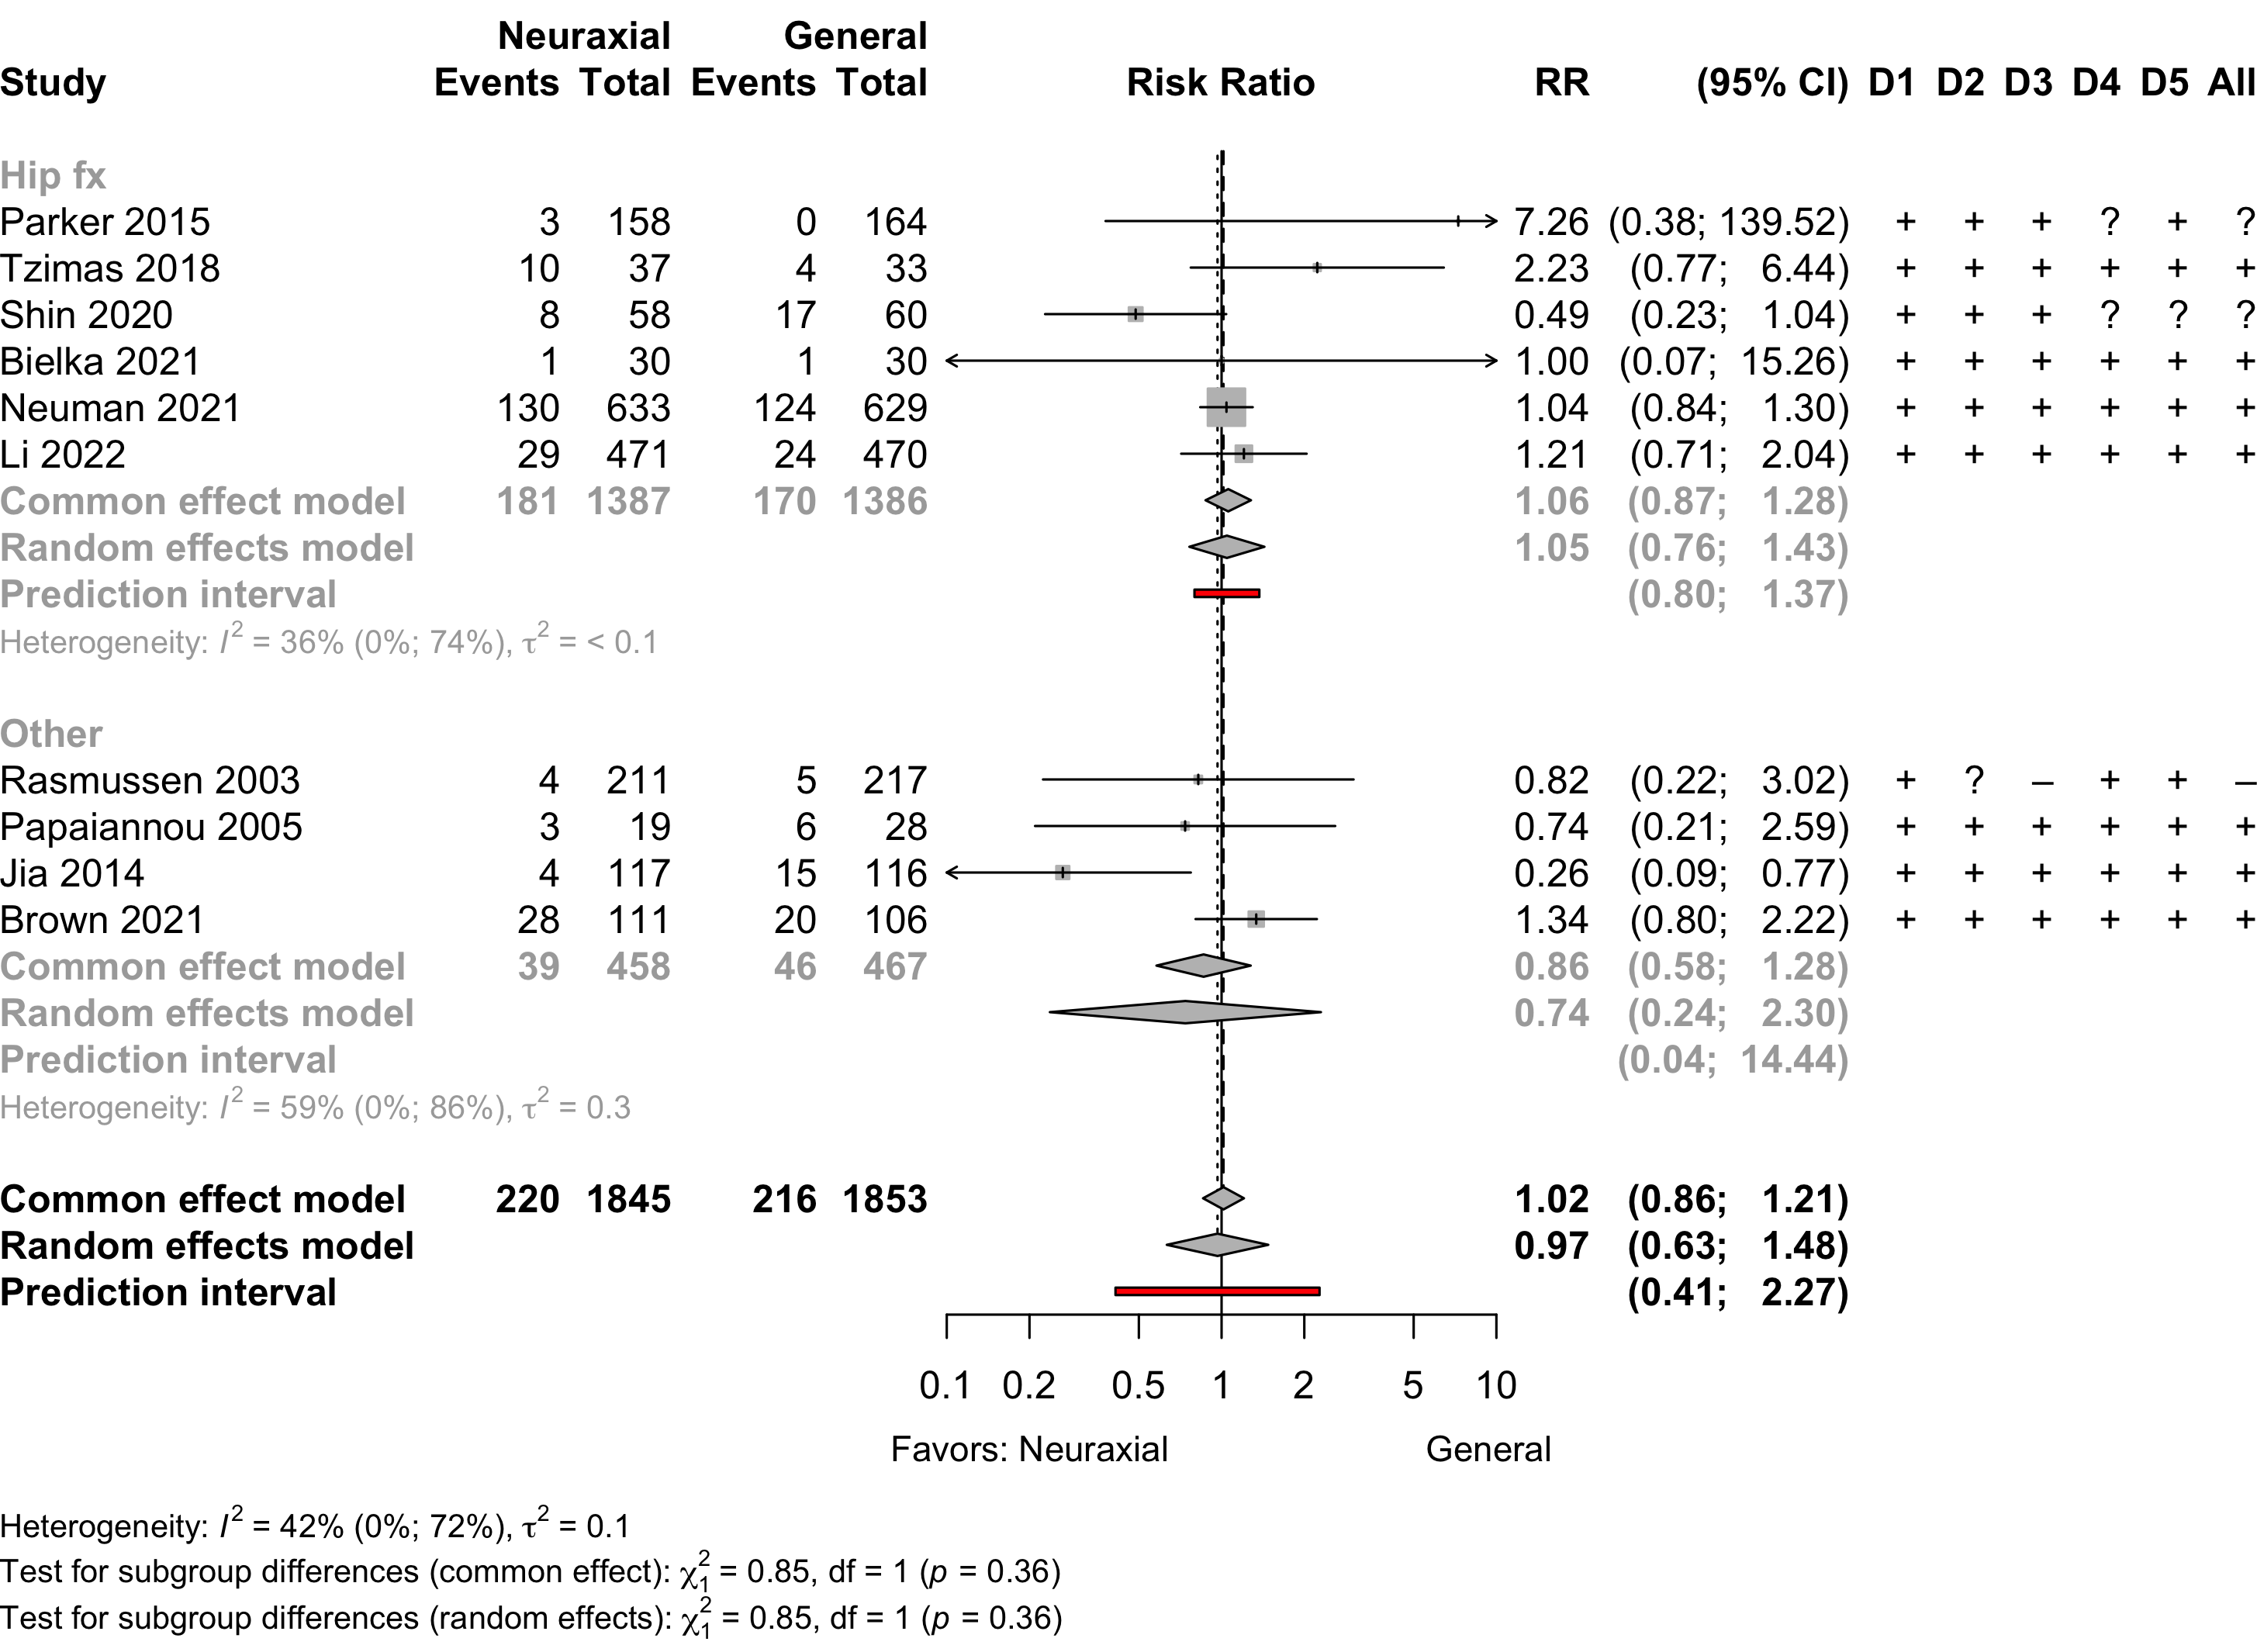 Neuraxial General
Study Events Total Events Total Risk Ratio RR (95% CI) D1 D2 D3 D4 D5 All
Hip fx
Parker 2015 3 158 0 164 7.26 (0.38; 139.52) + + + ? + ?
Tzimas 2018 10 37 4 33 2.23 (0.77; 6.44) + + + + + +
Shin 2020 8 58 17 60 0.49 (0.23; 1.04) + + + ? ? ?
Bielka 2021 1 30 1 30 1.00 (0.07; 15.26) + + + + + +
Neuman 2021 130 633 124 629 1.04 (0.84; 1.30) + + + + + +
Li 2022 29 471 24 470 1.21 (0.71; 2.04) + + + + + +
Common effect model 181 1387 170 1386 1.06 (0.87; 1.28)
Random effects model 1.05 (0.76; 1.43)
Prediction interval (0.80; 1.37)
Heterogeneity: I² = 36% (0%; 74%), τ² = < 0.1
Other
Rasmussen 2003 4 211 5 217 0.82 (0.22; 3.02) + ? – + + –
Papaiannou 2005 3 19 6 28 0.74 (0.21; 2.59) + + + + + +
Jia 2014 4 117 15 116 0.26 (0.09; 0.77) + + + + + +
Brown 2021 28 111 20 106 1.34 (0.80; 2.22) + + + + + +
Common effect model 39 458 46 467 0.86 (0.58; 1.28)
Random effects model 0.74 (0.24; 2.30)
Prediction interval (0.04; 14.44)
Heterogeneity: I² = 59% (0%; 86%), τ² = 0.3
Common effect model 220 1845 216 1853 1.02 (0.86; 1.21)
Random effects model 0.97 (0.63; 1.48)
Prediction interval (0.41; 2.27)
0.1 0.2 0.5 1 2 5 10
Favors: Neuraxial General
Heterogeneity: I² = 42% (0%; 72%), τ² = 0.1
Test for subgroup differences (common effect): χ²₁ = 0.85, df = 1 (p = 0.36)
Test for subgroup differences (random effects): χ²₁ = 0.85, df = 1 (p = 0.36)